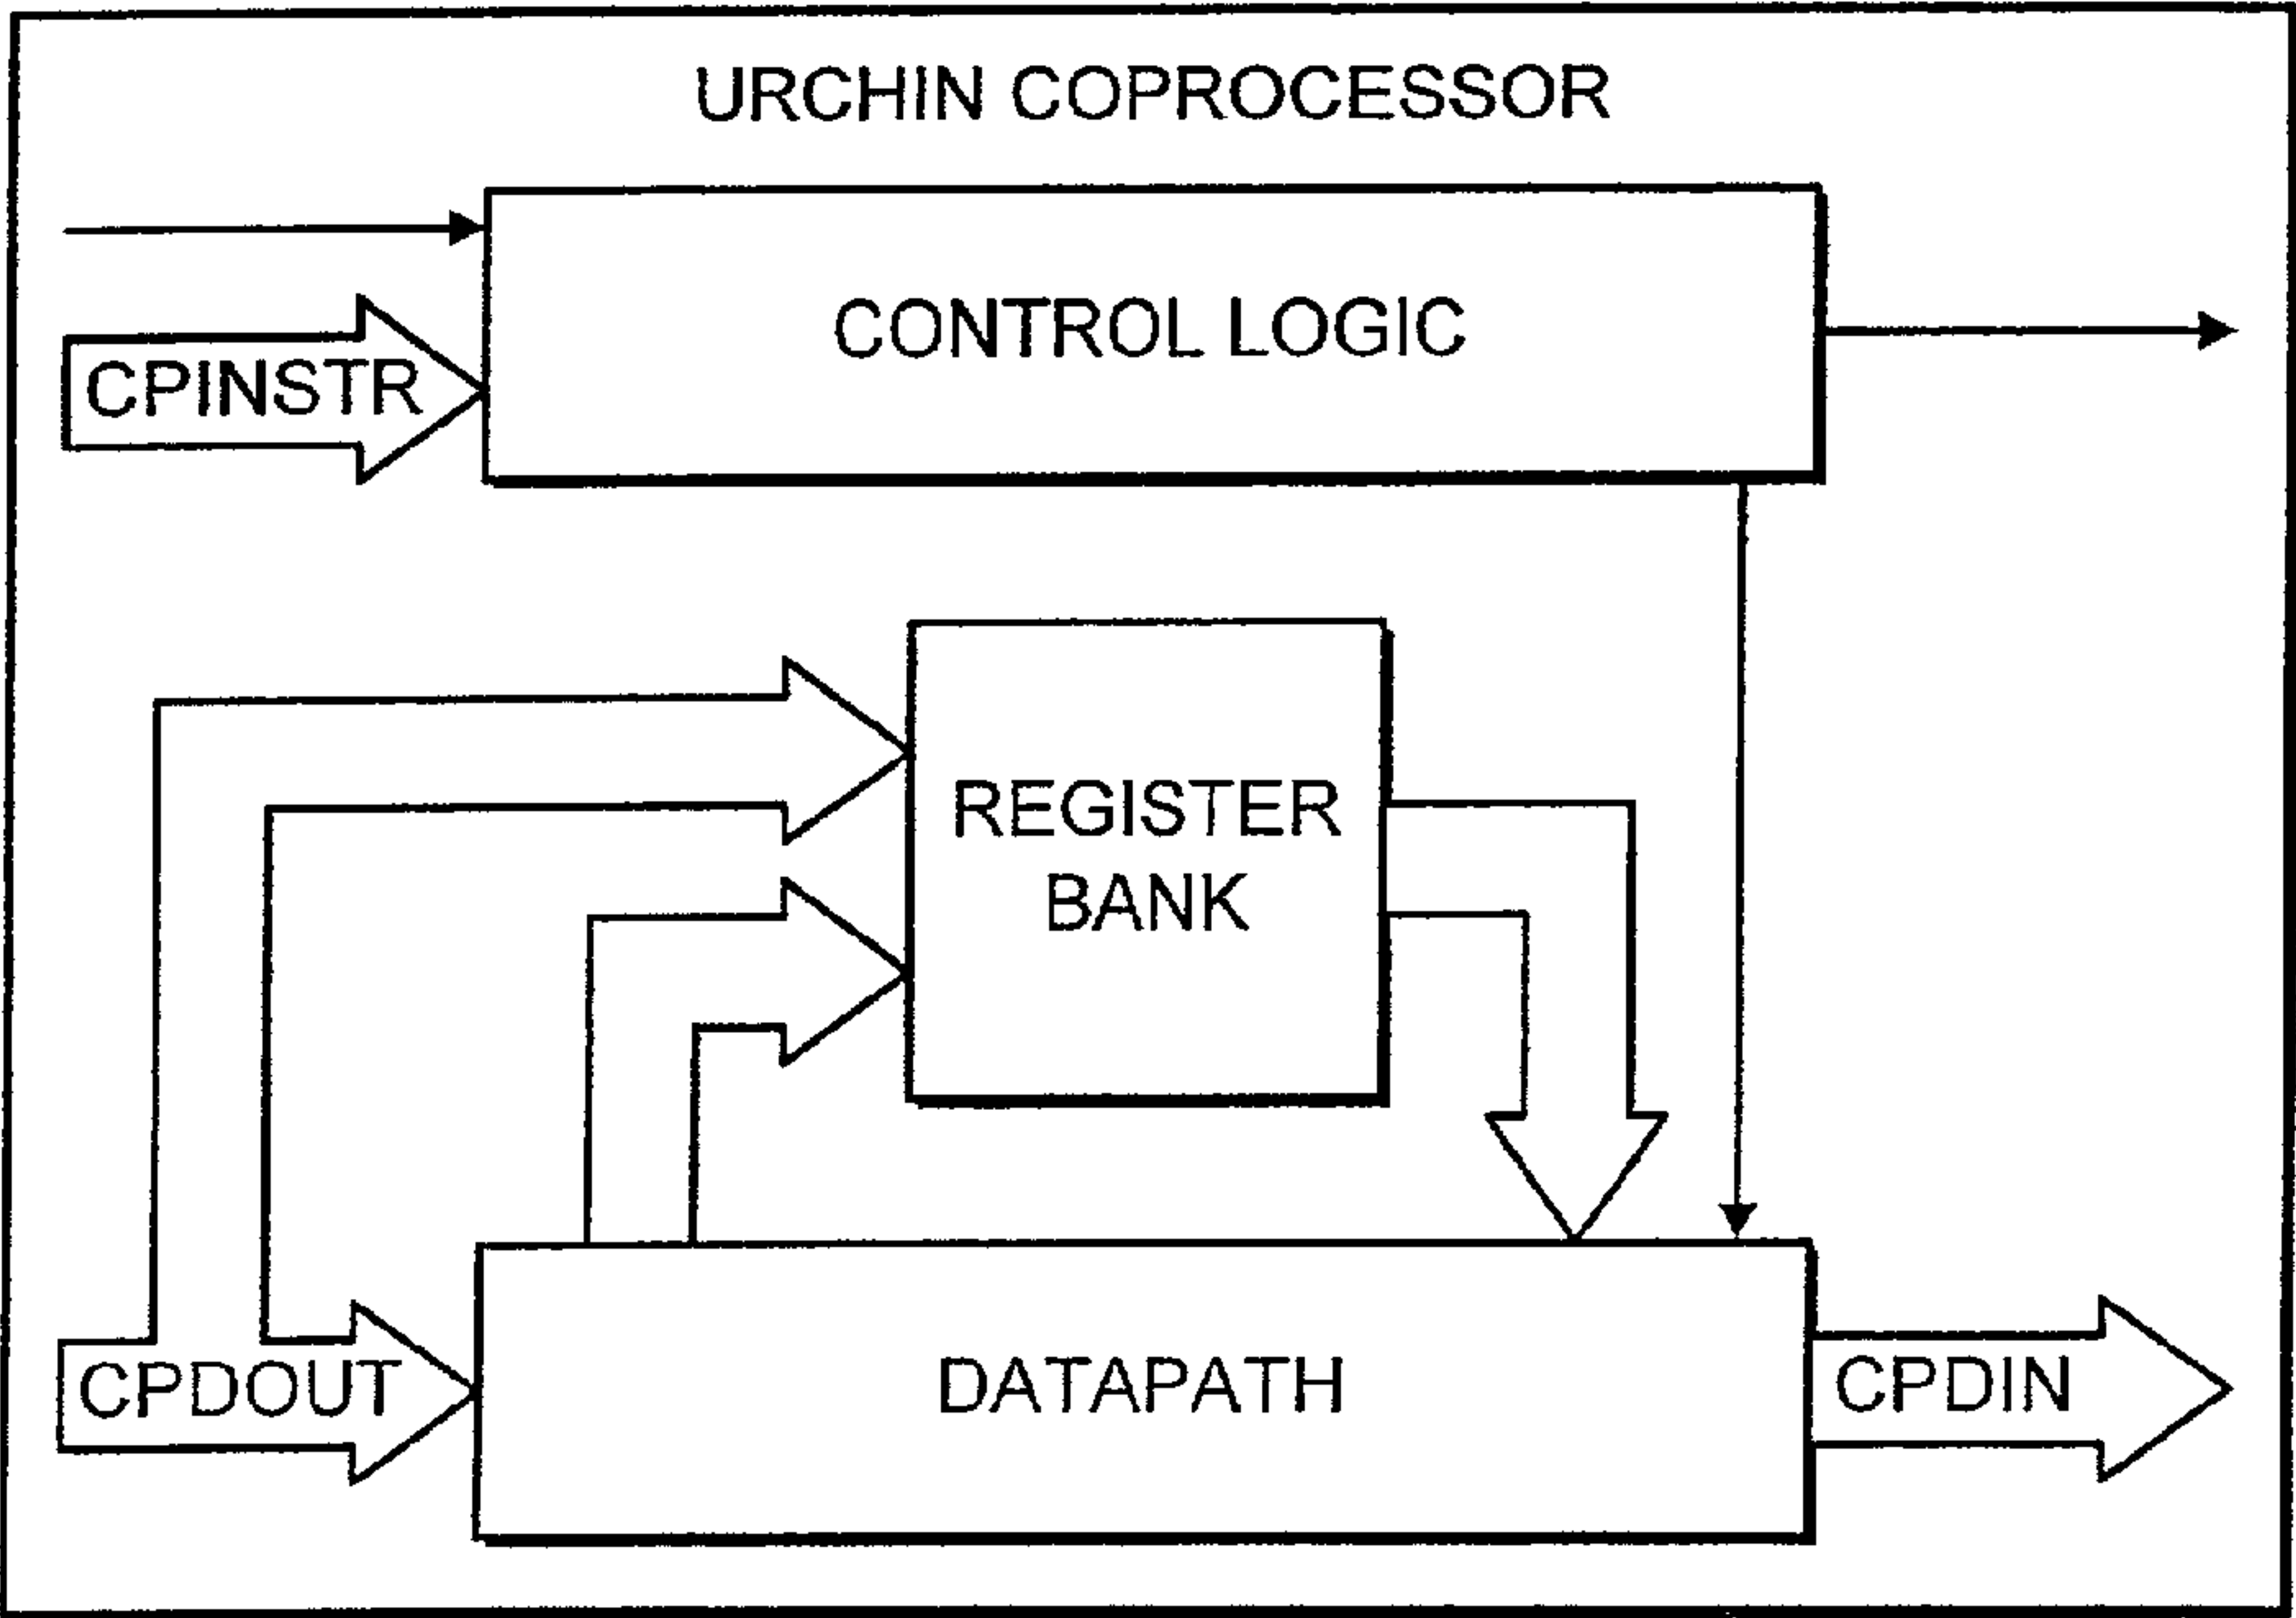 URCHIN COPROCESSOR
CONTROL LOGIC
CPINSTR
REGISTER
BANK
CPDOUT
DATAPATH
CPDIN